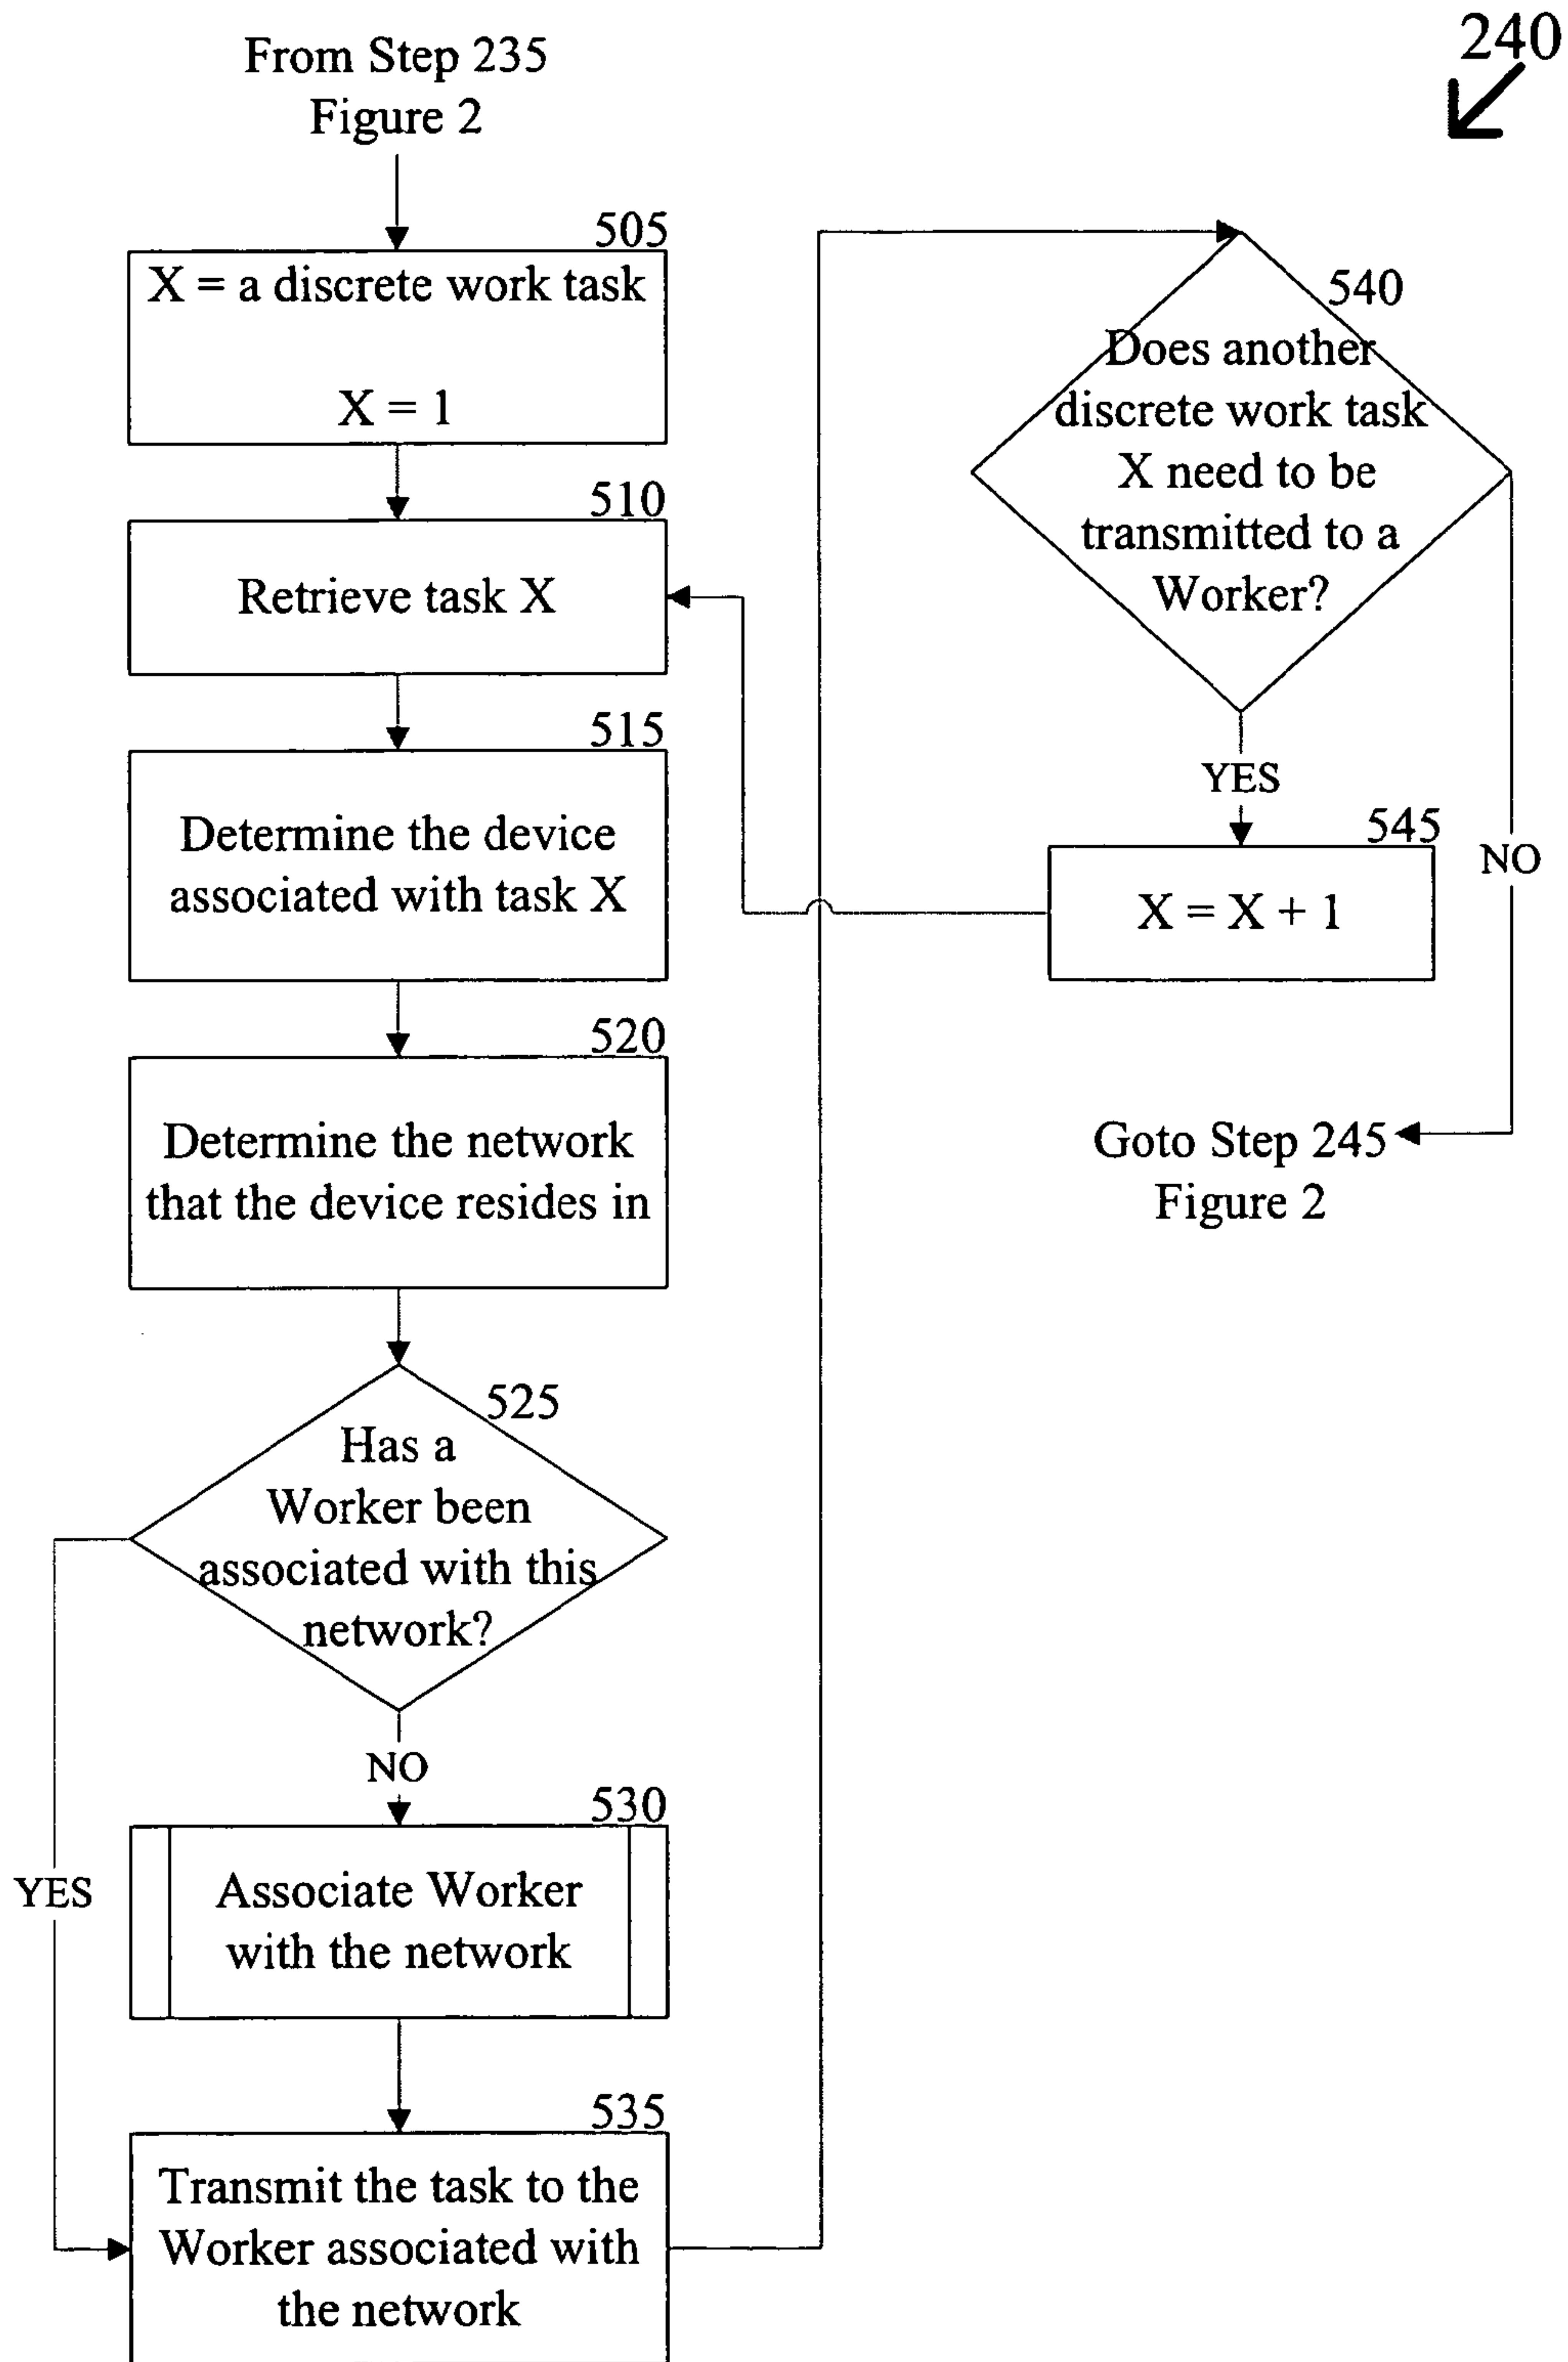 240
From Step 235
Figure 2
505
X = a discrete work task
X = 1
510
Retrieve task X
515
Determine the device
associated with task X
520
Determine the network
that the device resides in
525
Has a
Worker been
associated with this
network?
NO
YES
530
Associate Worker
with the network
535
Transmit the task to the
Worker associated with
the network
540
Does another
discrete work task
X need to be
transmitted to a
Worker?
YES
NO
545
X = X + 1
Goto Step 245
Figure 2